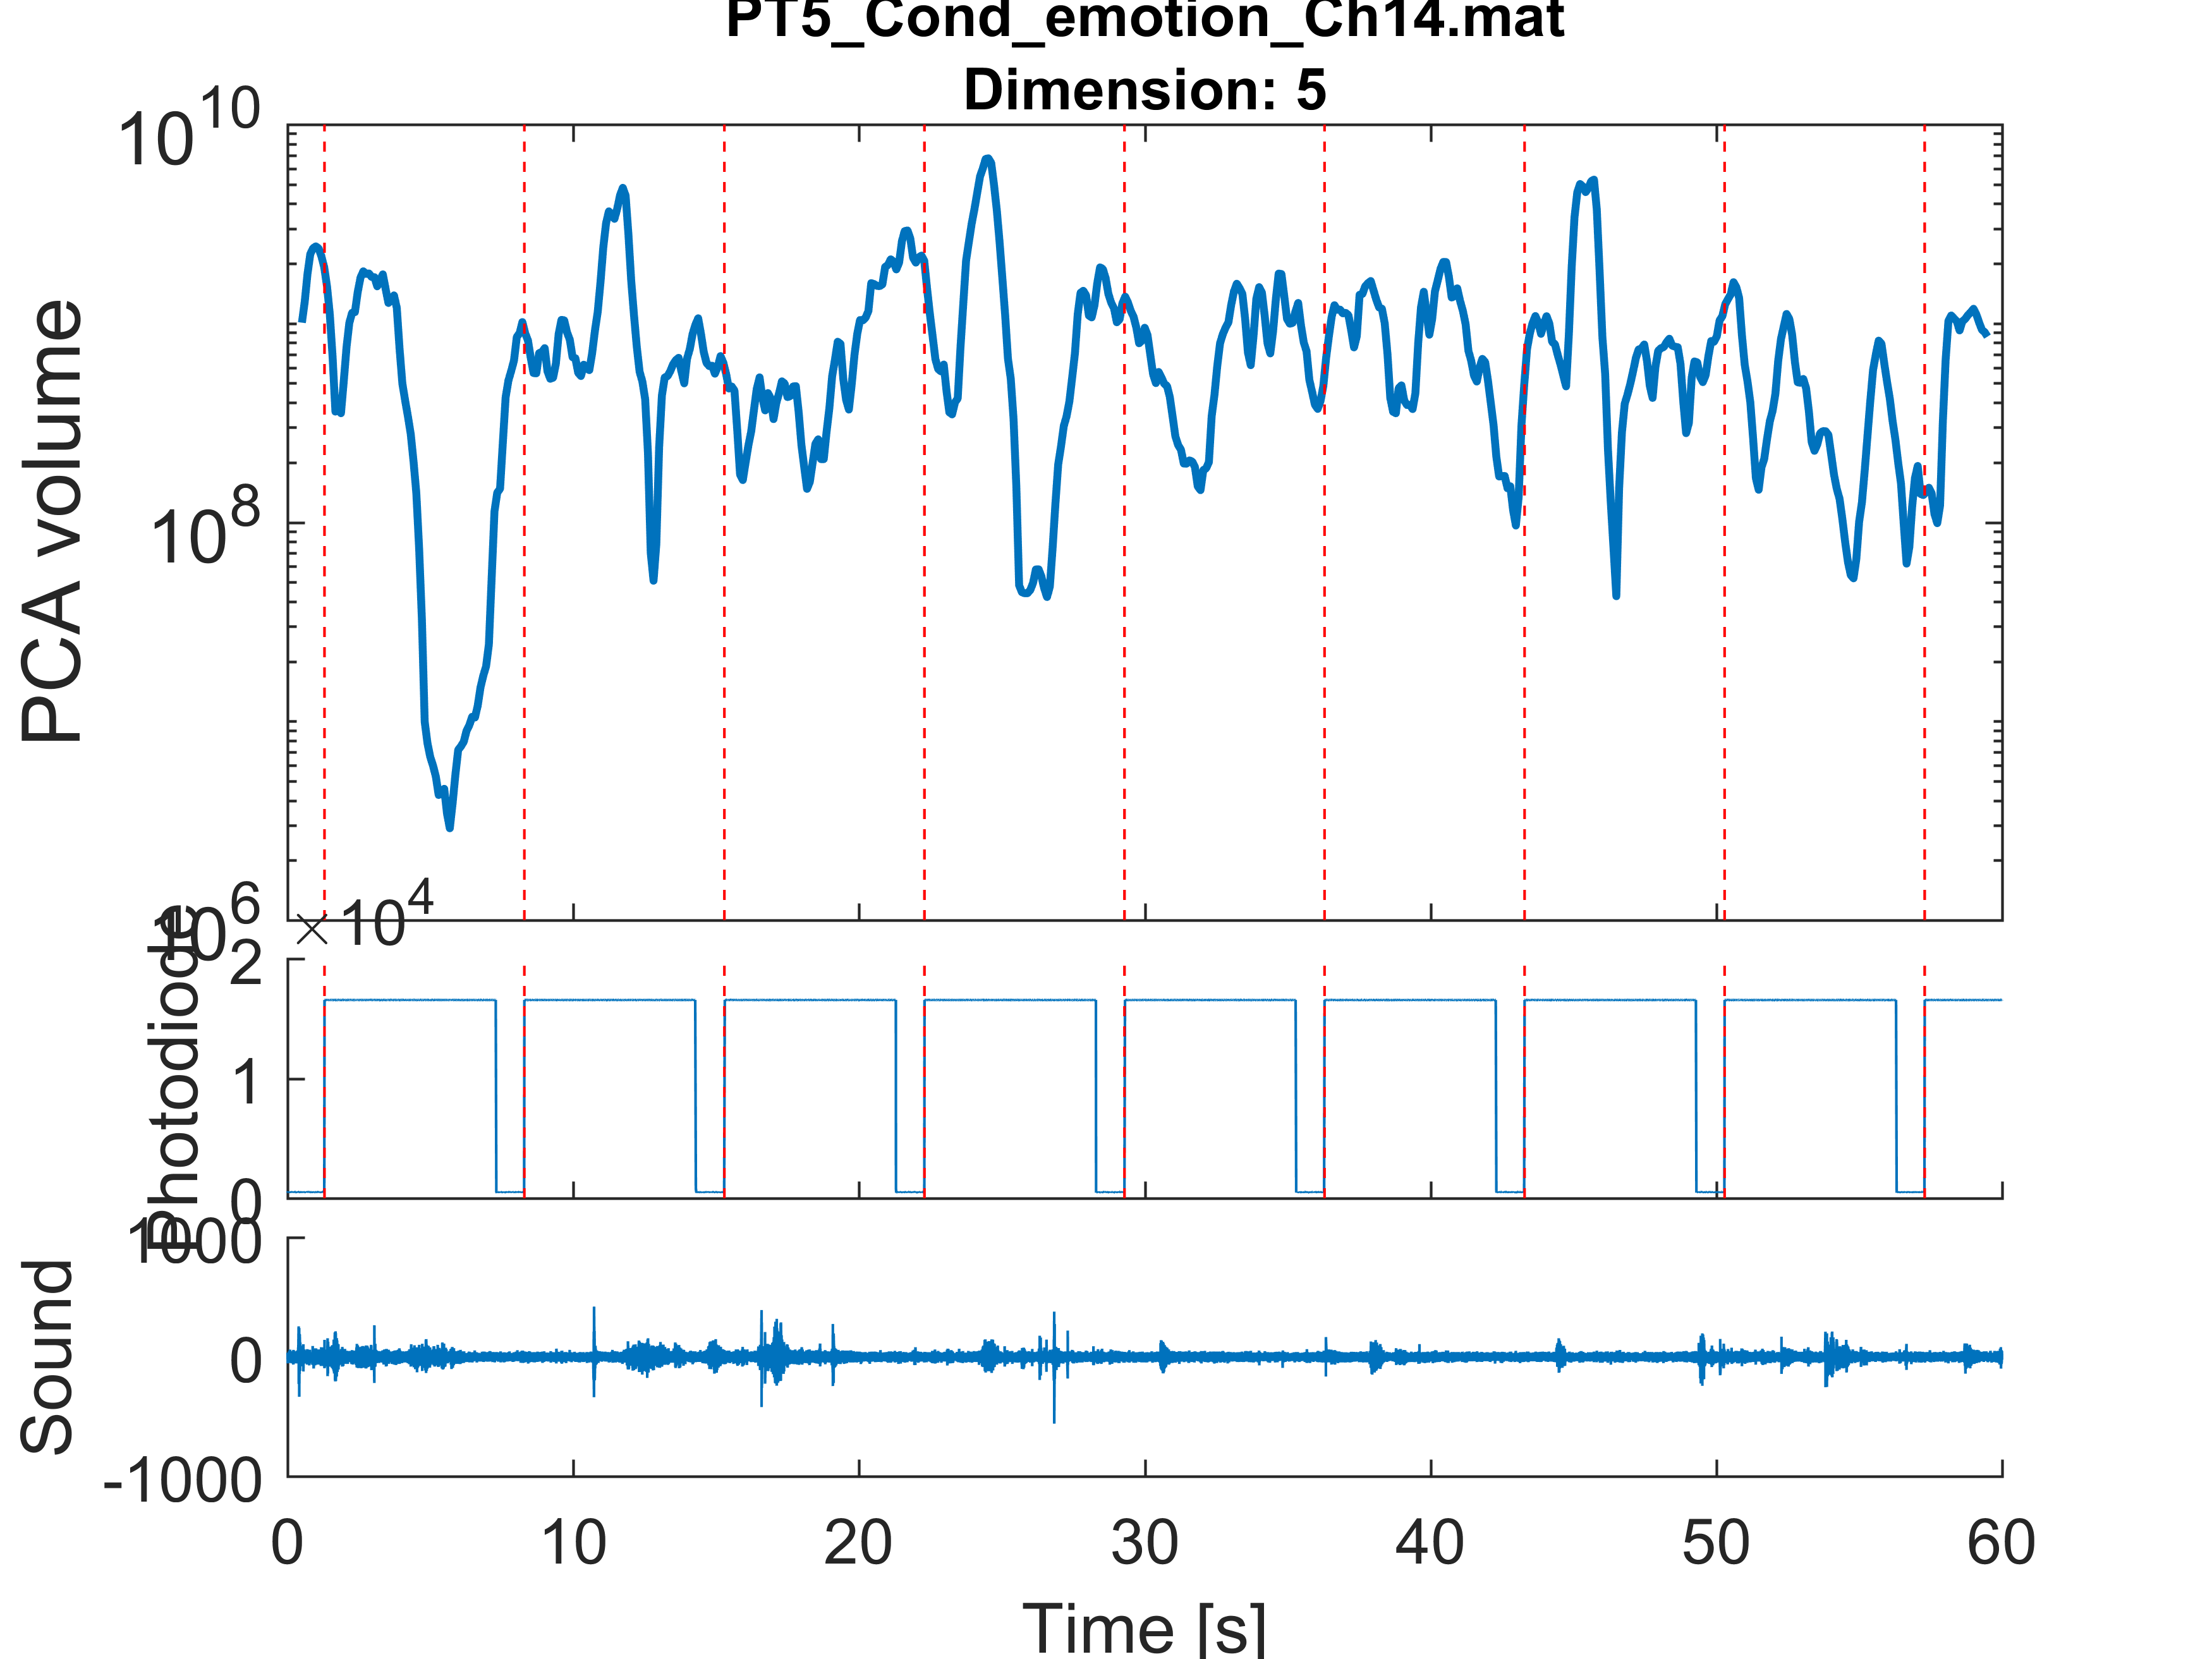 PT5_Cond_emotion_Ch14.mat
Dimension: 5
10^10
10^8
10^6
PCA volume
×10^4
2
1
0
Photodiode
1000
0
-1000
Sound
0 10 20 30 40 50 60
Time [s]